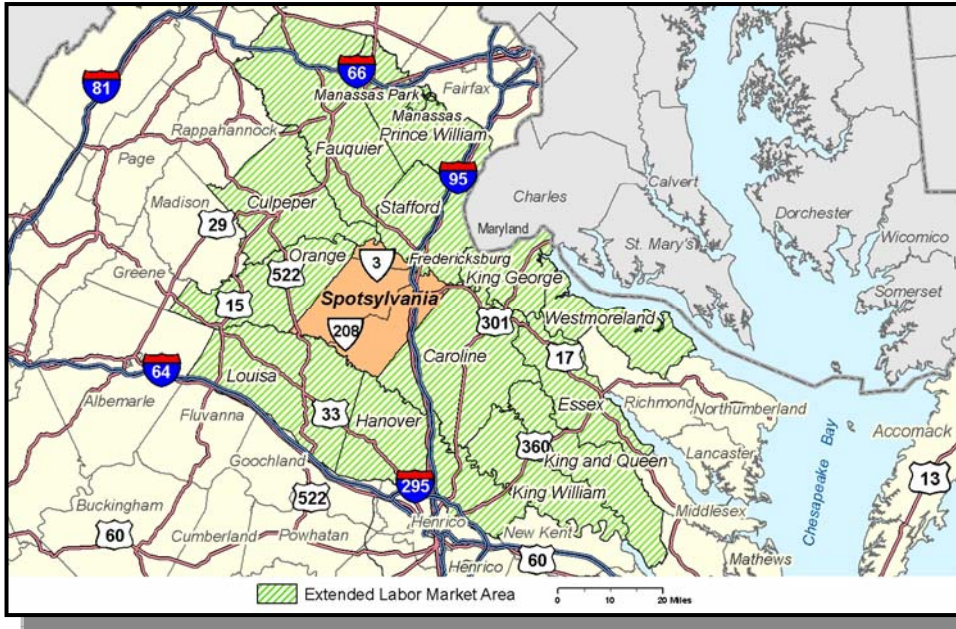 66
81
Fairfax
Manassas Park
Manassas
Prince William
Rappahannock
Fauquier
Page
95
Charles
Calvert
Madison
Culpeper
Stafford
Dorchester
29
Maryland
St. Mary's
Wicomico
Orange
3
Fredericksburg
522
Greene
King George
Somerset
15
Spotsylvania
301
Westmoreland
208
Caroline
17
64
Louisa
Albemarle
Essex
Richmond
Northumberland
33
Hanover
Fluvanna
Accomack
360
Lancaster
Goochland
King and Queen
13
295
522
King William
Chesapeake Bay
Buckingham
Henrico
Middlesex
60
Cumberland
Powhatan
New Kent
60
Henrico
Mathews
Extended Labor Market Area
0 10 20 Miles